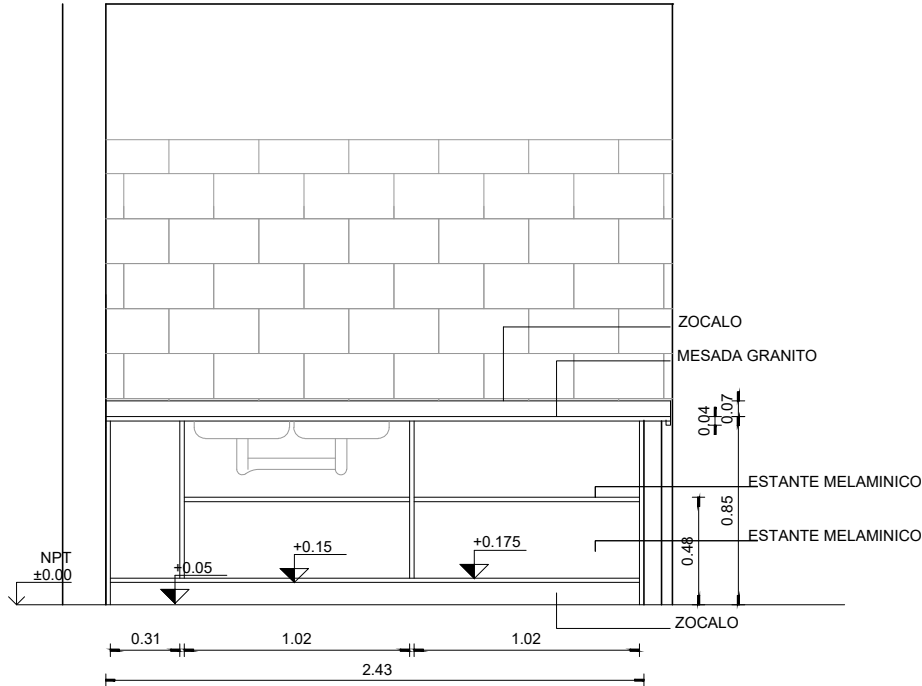 ZOCALO
MESADA GRANITO
0.04
0.07
ESTANTE MELAMINICO
0.85
0.48
ESTANTE MELAMINICO
NPT
±0.00
+0.05
+0.15
+0.175
ZOCALO
0.31
1.02
1.02
2.43